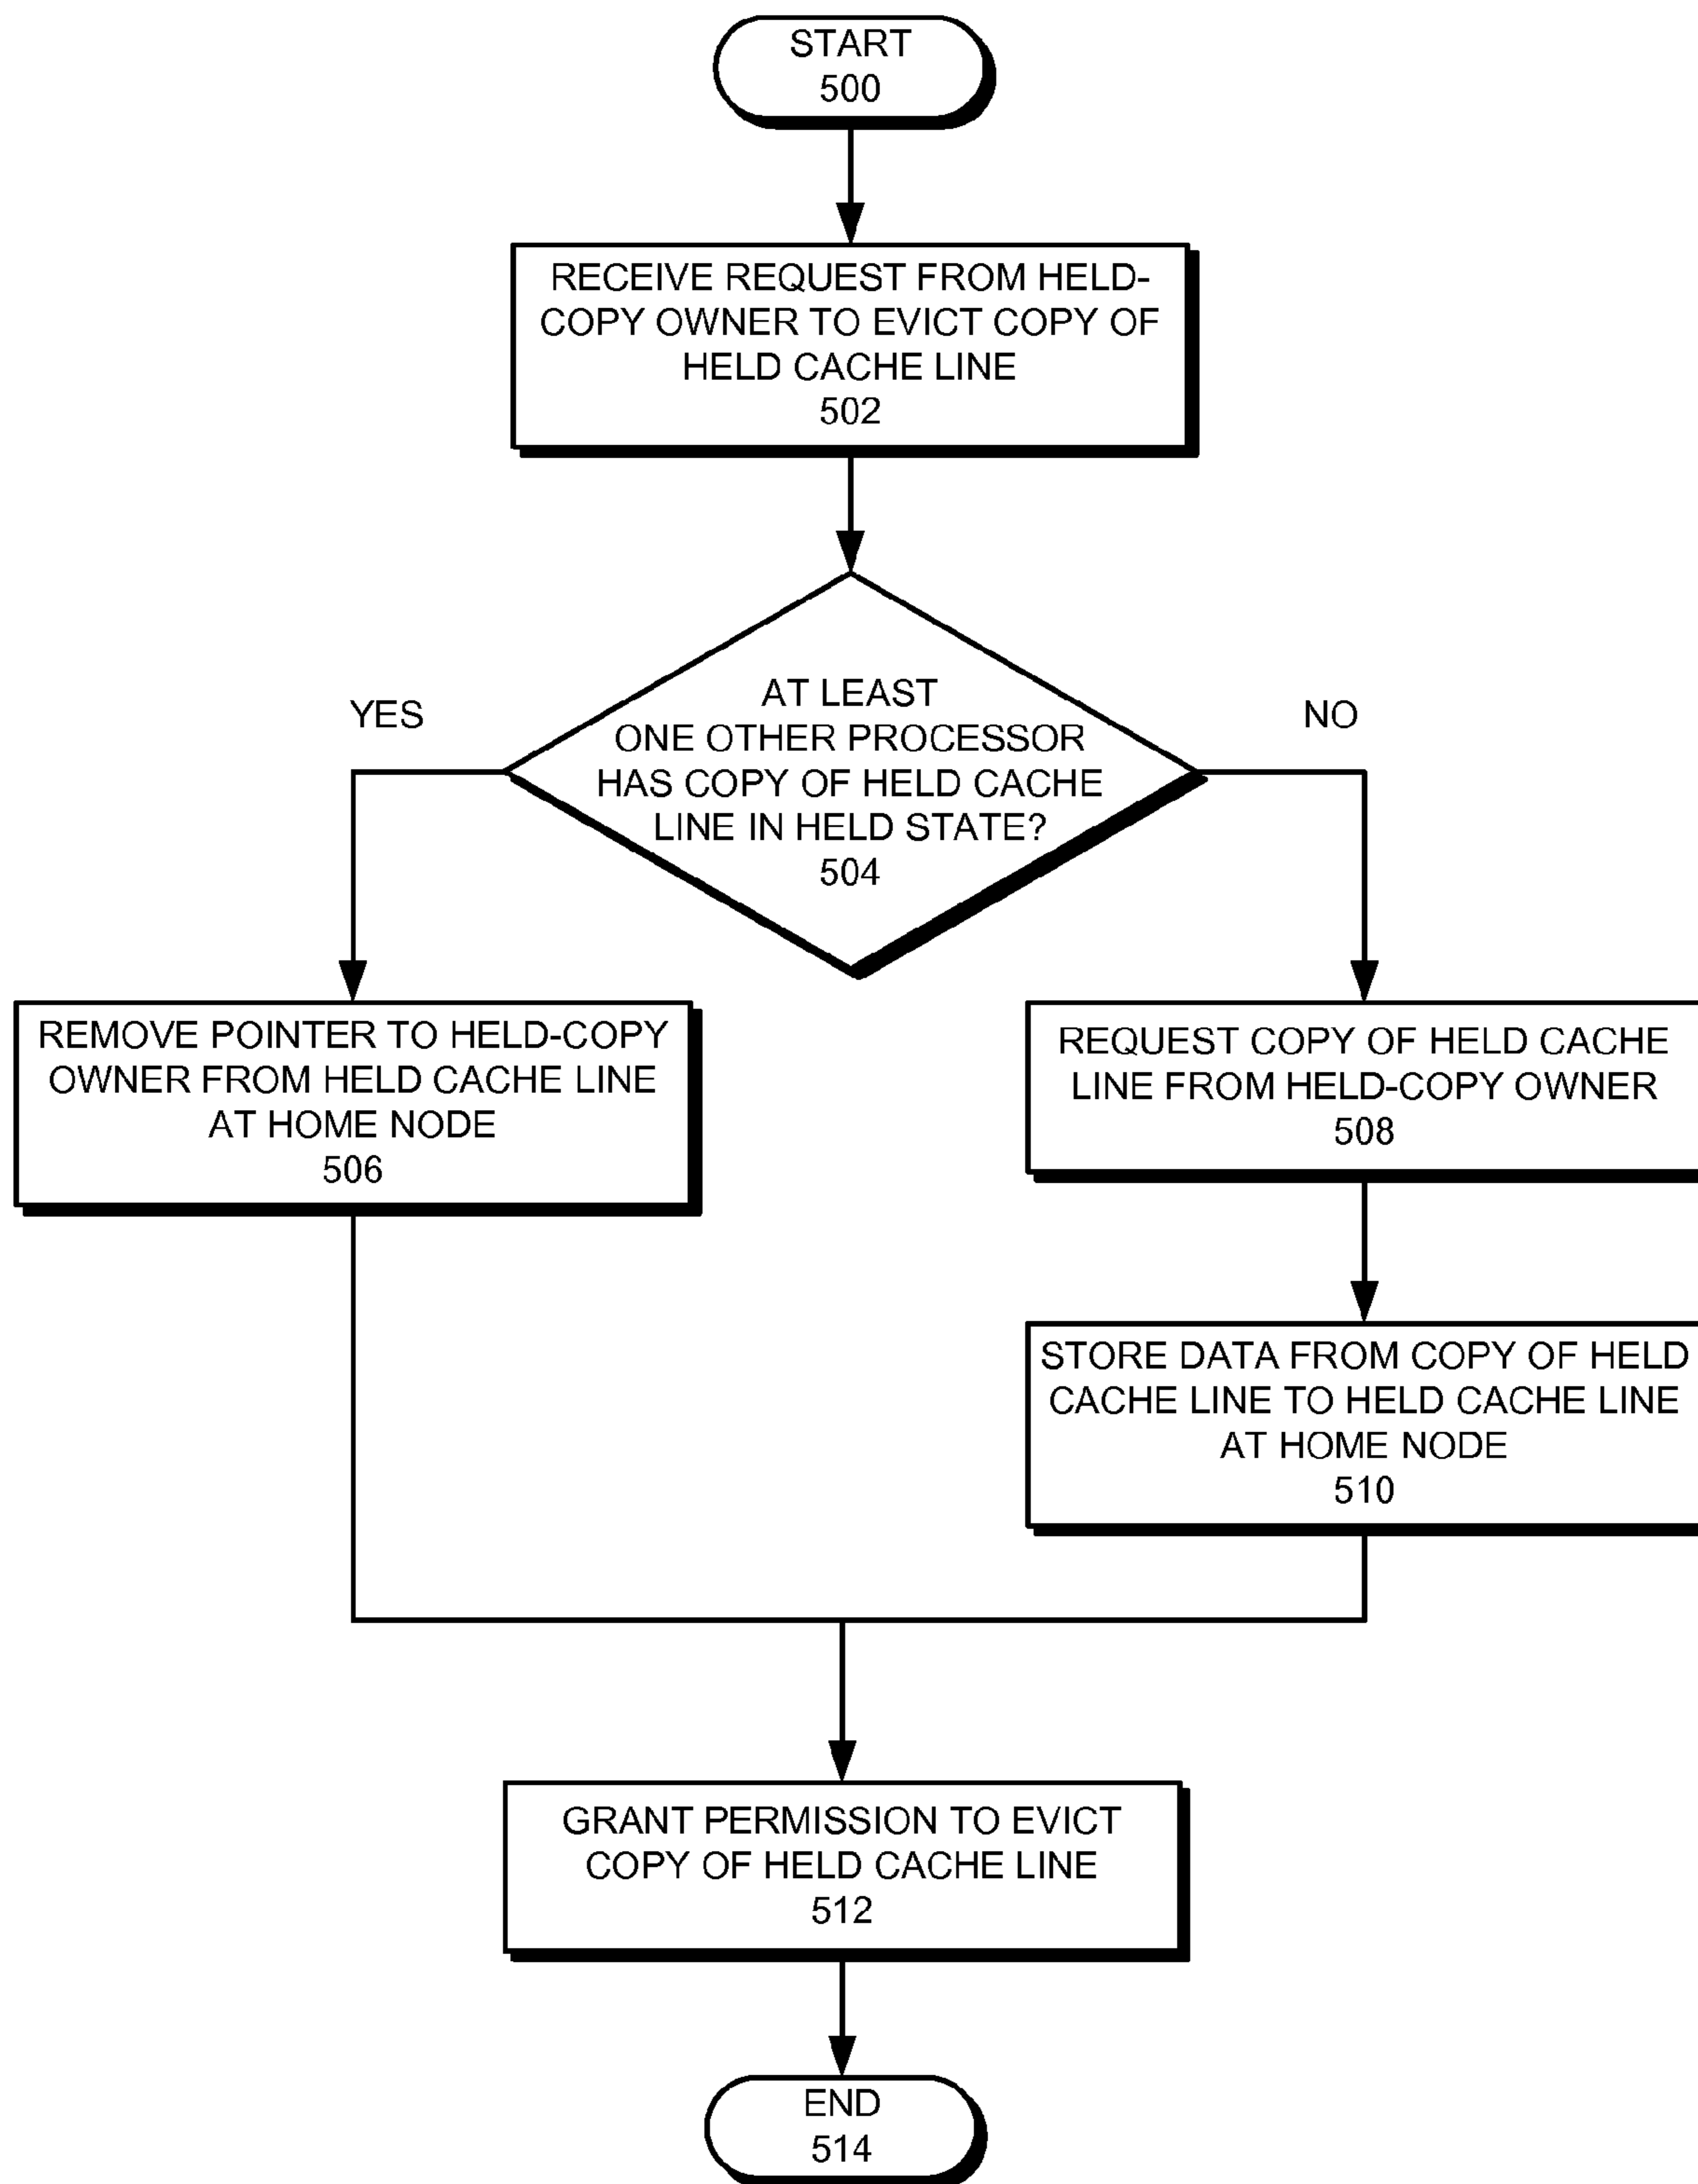 START
500
RECEIVE REQUEST FROM HELD-
COPY OWNER TO EVICT COPY OF
HELD CACHE LINE
502
AT LEAST
ONE OTHER PROCESSOR
HAS COPY OF HELD CACHE
LINE IN HELD STATE?
504
YES
NO
REMOVE POINTER TO HELD-COPY
OWNER FROM HELD CACHE LINE
AT HOME NODE
506
REQUEST COPY OF HELD CACHE
LINE FROM HELD-COPY OWNER
508
STORE DATA FROM COPY OF HELD
CACHE LINE TO HELD CACHE LINE
AT HOME NODE
510
GRANT PERMISSION TO EVICT
COPY OF HELD CACHE LINE
512
END
514